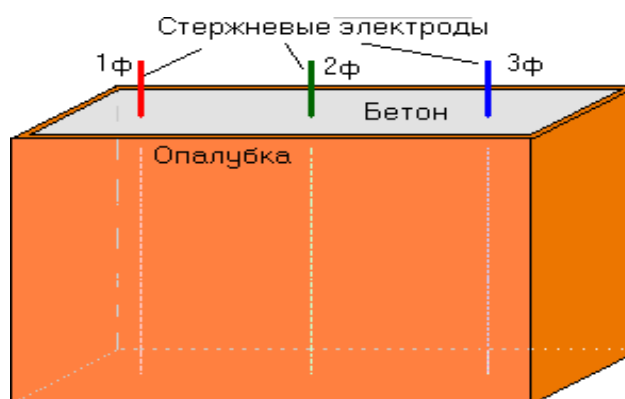 Стержневые электроды
1ф
2ф
3ф
Бетон
Опалубка